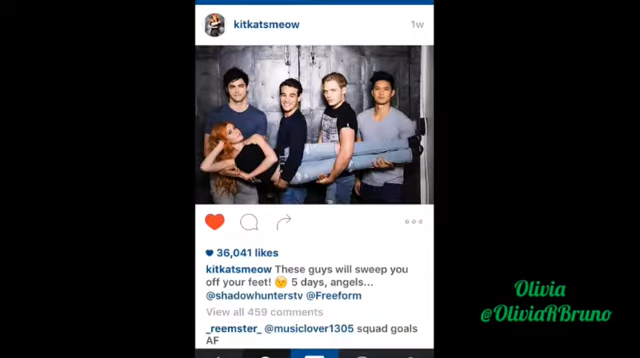 kitkatsmeow
1w
36,041 likes
kitkatsmeow These guys will sweep you
off your feet! 😚 5 days, angels...
@shadowhunterstv @Freeform
View all 459 comments
_reemster_ @musiclover1305 squad goals
AF
Olivia
@OliviaRBruno